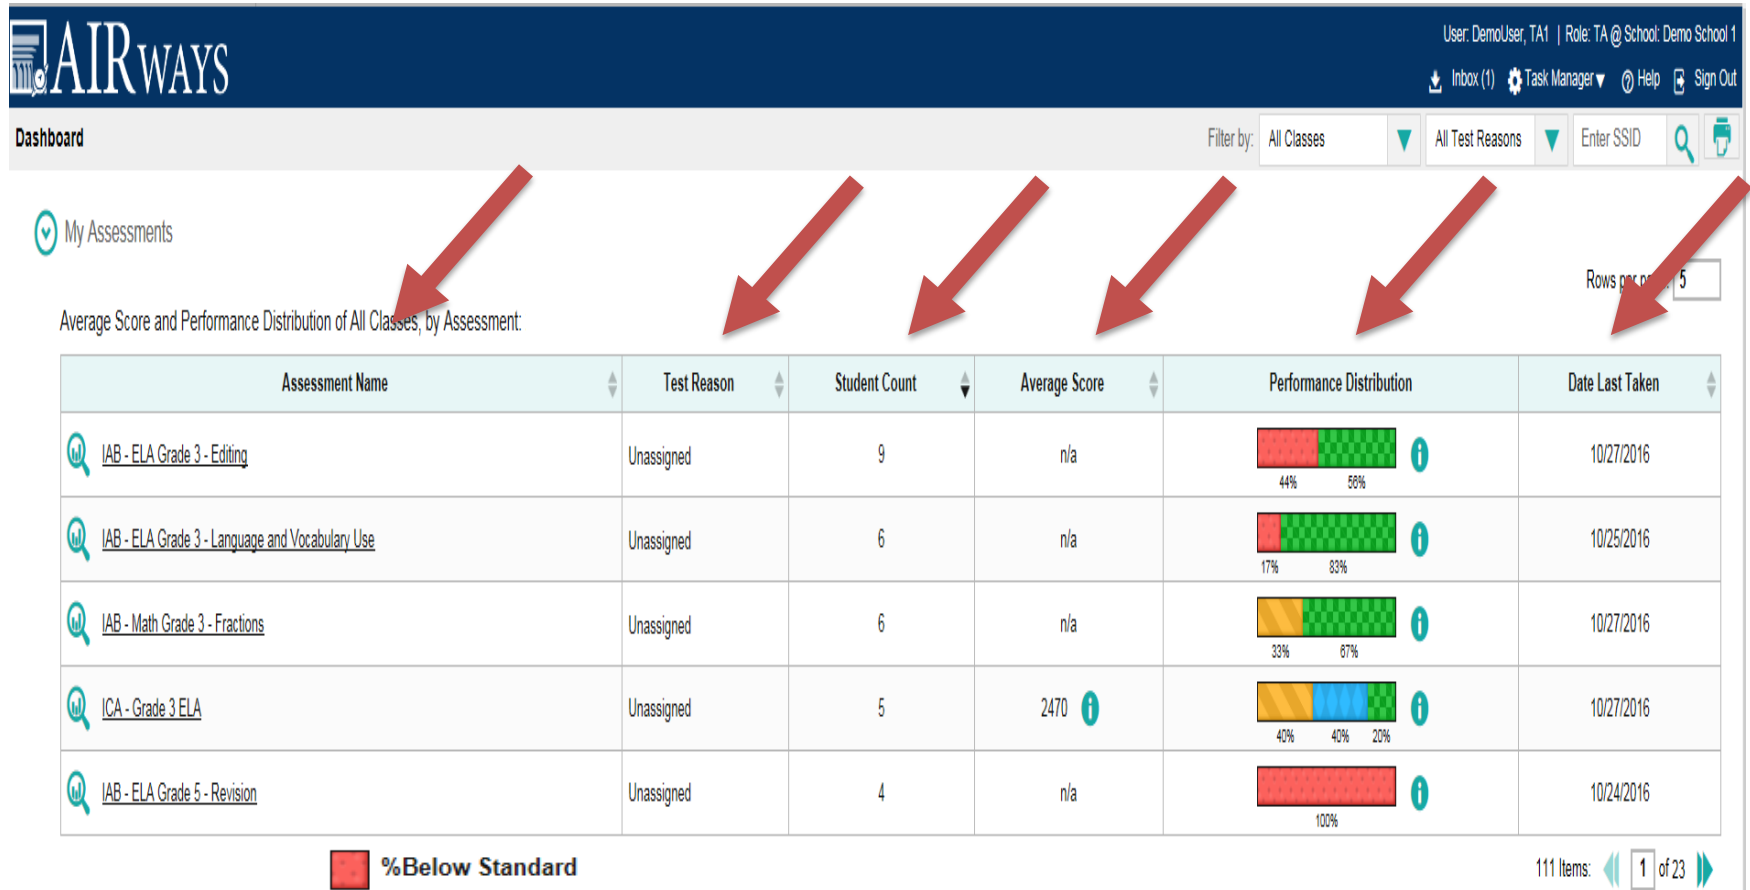 AIRWAYS
User: DemoUser, TA1 | Role: TA @ School: Demo School 1
Inbox (1) Task Manager Help Sign Out
Dashboard
Filter by: All Classes All Test Reasons Enter SSID
My Assessments
Rows per 5
Average Score and Performance Distribution of All Classes, by Assessment:
Assessment Name Test Reason Student Count Average Score Performance Distribution Date Last Taken
IAB - ELA Grade 3 - Editing Unassigned 9 n/a 10/27/2016
44% 56%
IAB - ELA Grade 3 - Language and Vocabulary Use Unassigned 6 n/a 10/25/2016
17% 83%
IAB - Math Grade 3 - Fractions Unassigned 6 n/a 10/27/2016
33% 67%
ICA - Grade 3 ELA Unassigned 5 2470 10/27/2016
40% 40% 20%
IAB - ELA Grade 5 - Revision Unassigned 4 n/a 10/24/2016
100%
%Below Standard
111 Items: 1 of 23